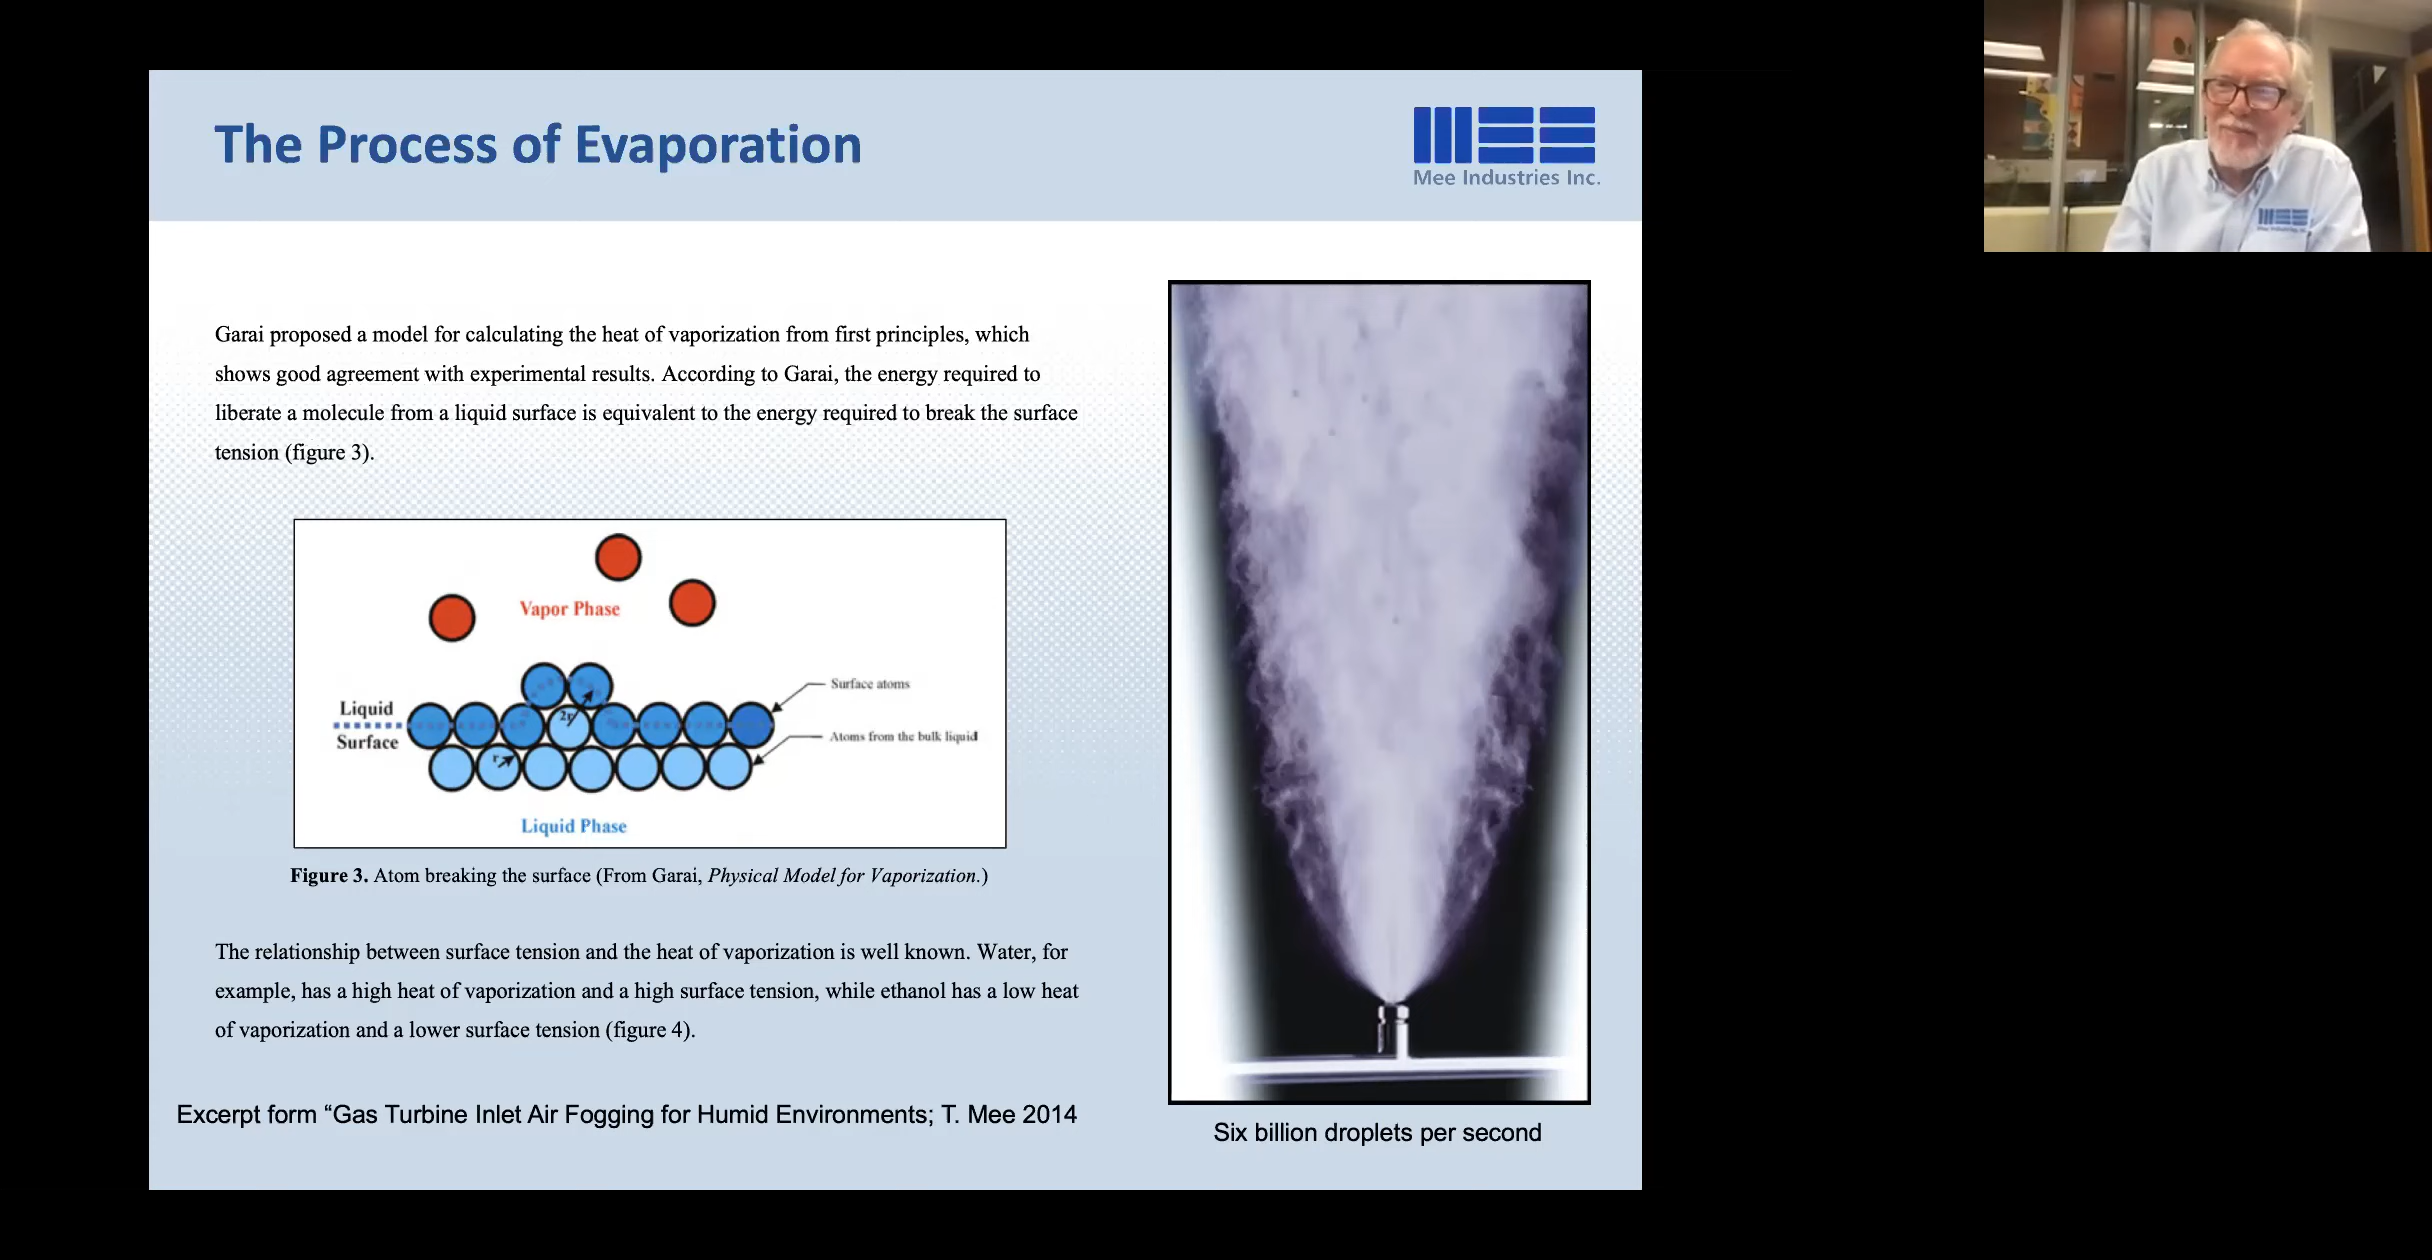 The Process of Evaporation
MEE
Mee Industries Inc.
Garai proposed a model for calculating the heat of vaporization from first principles, which
shows good agreement with experimental results. According to Garai, the energy required to
liberate a molecule from a liquid surface is equivalent to the energy required to break the surface
tension (figure 3).
Vapor Phase
Surface atoms
Liquid
Surface
2r
Atoms from the bulk liquid
r
Liquid Phase
Figure 3. Atom breaking the surface (From Garai, Physical Model for Vaporization.)
The relationship between surface tension and the heat of vaporization is well known. Water, for
example, has a high heat of vaporization and a high surface tension, while ethanol has a low heat
of vaporization and a lower surface tension (figure 4).
Excerpt form “Gas Turbine Inlet Air Fogging for Humid Environments; T. Mee 2014
Six billion droplets per second
MEE
Mee Industries Inc.